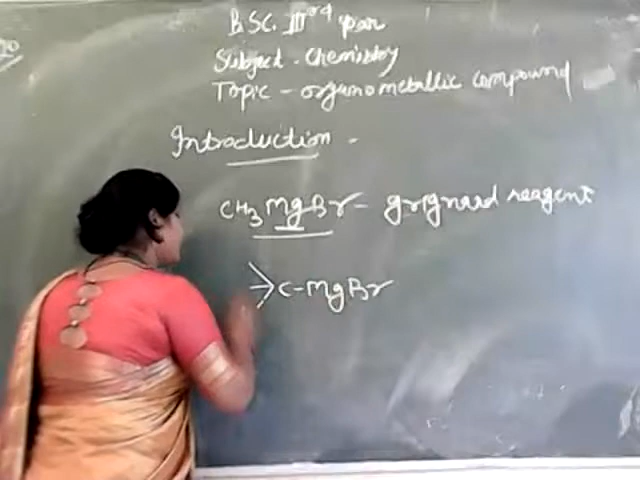 B.SC. IIIrd year
Subject - Chemistry
Topic - organometallic compound
Introduction -
CH3MgBr - grignard reagent
C-MgBr